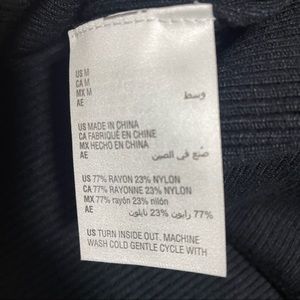 US M
CA M
MX M
AE وسط
US MADE IN CHINA
CA FABRIQUÉ EN CHINE
MX HECHO EN CHINA
AE صنع في الصين
US 77% RAYON 23% NYLON
CA 77% RAYONNE 23% NYLON
MX 77% rayón 23% nilón
AE 77% رايون 23% نايلون
US TURN INSIDE OUT. MACHINE
WASH COLD GENTLE CYCLE WITH